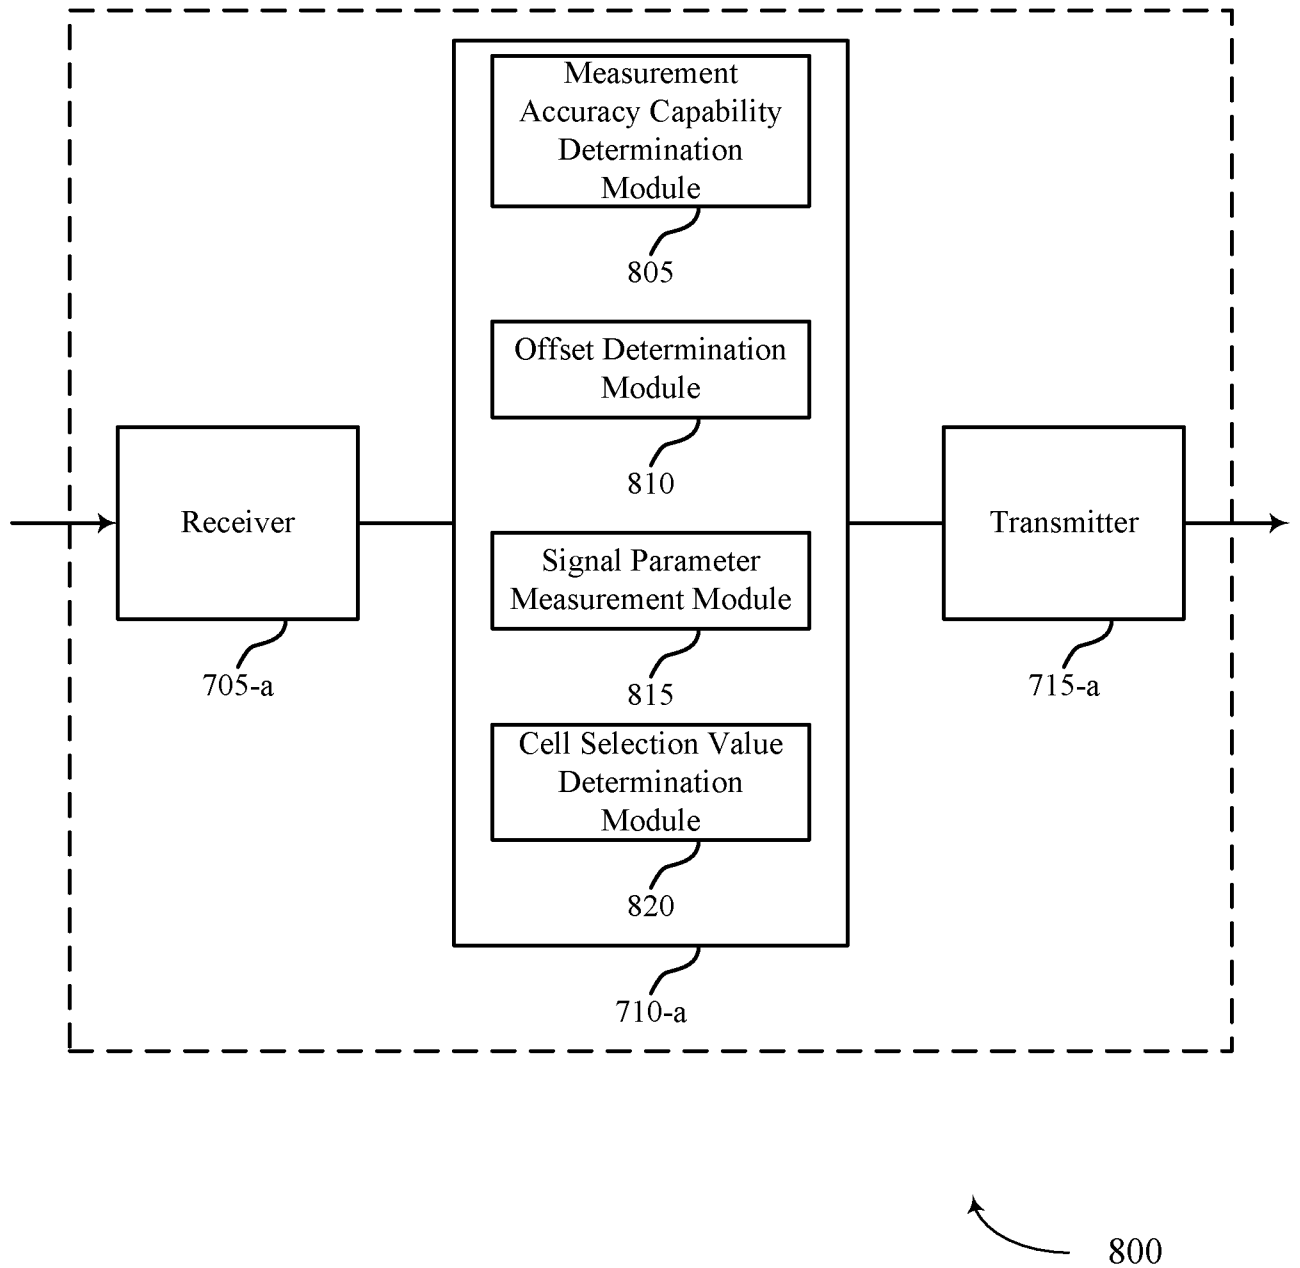 Measurement
Accuracy Capability
Determination
Module
805
Offset Determination
Module
810
Receiver
705-a
Signal Parameter
Measurement Module
815
Cell Selection Value
Determination
Module
820
710-a
Transmitter
715-a
800